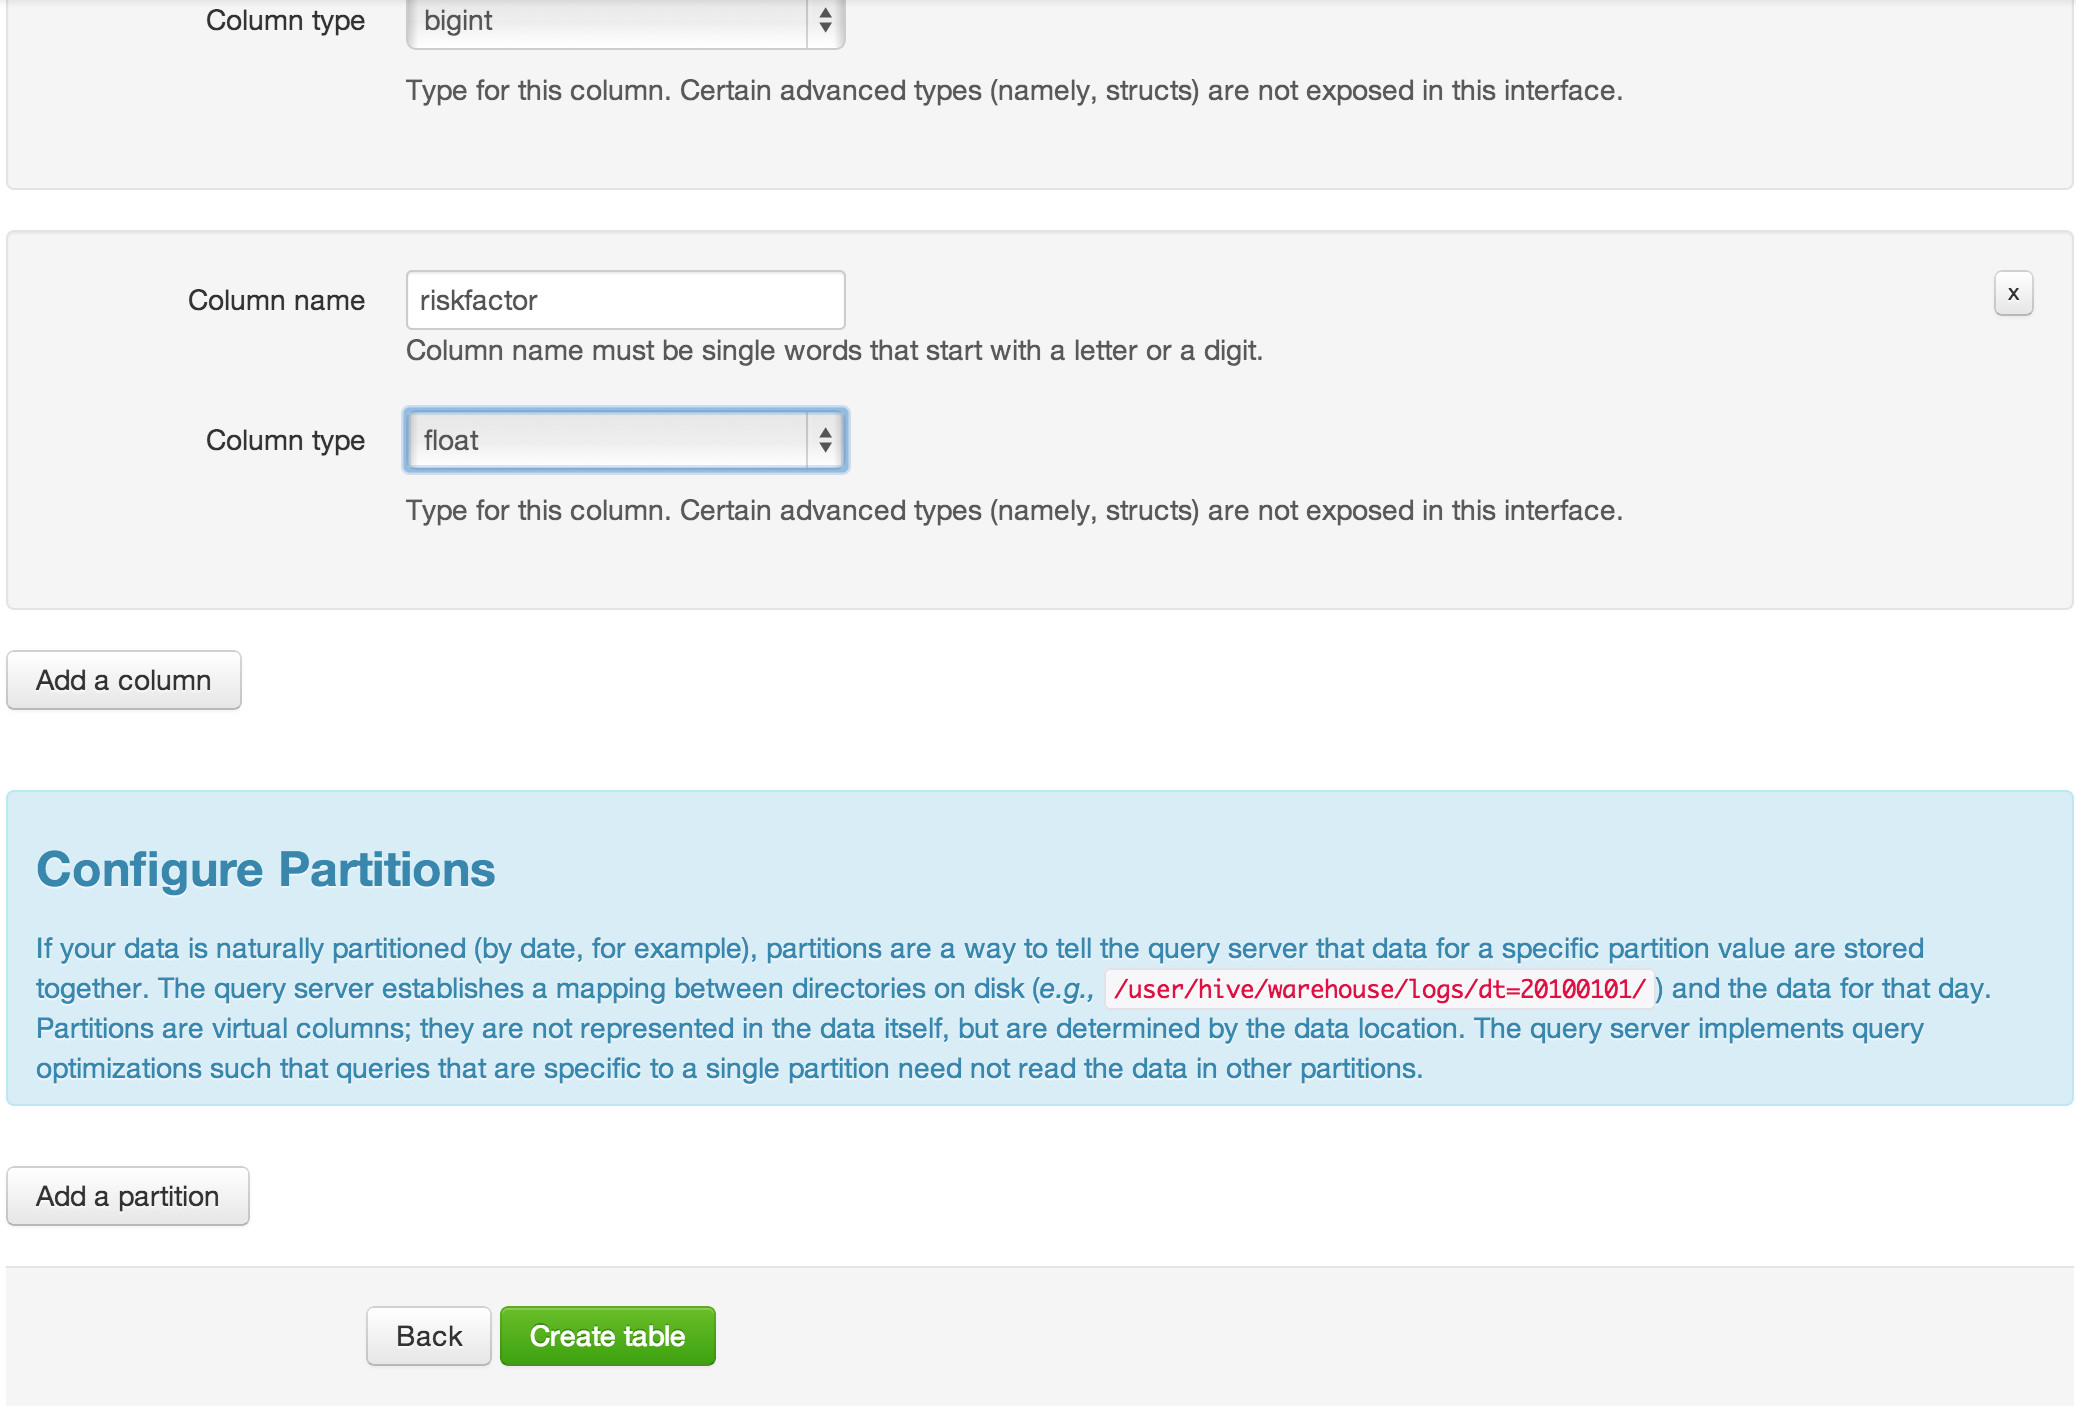 Column type bigint
Type for this column. Certain advanced types (namely, structs) are not exposed in this interface.
Column name riskfactor x
Column name must be single words that start with a letter or a digit.
Column type float
Type for this column. Certain advanced types (namely, structs) are not exposed in this interface.
Add a column
Configure Partitions
If your data is naturally partitioned (by date, for example), partitions are a way to tell the query server that data for a specific partition value are stored
together. The query server establishes a mapping between directories on disk (e.g., /user/hive/warehouse/logs/dt=20100101/ ) and the data for that day.
Partitions are virtual columns; they are not represented in the data itself, but are determined by the data location. The query server implements query
optimizations such that queries that are specific to a single partition need not read the data in other partitions.
Add a partition
Back Create table